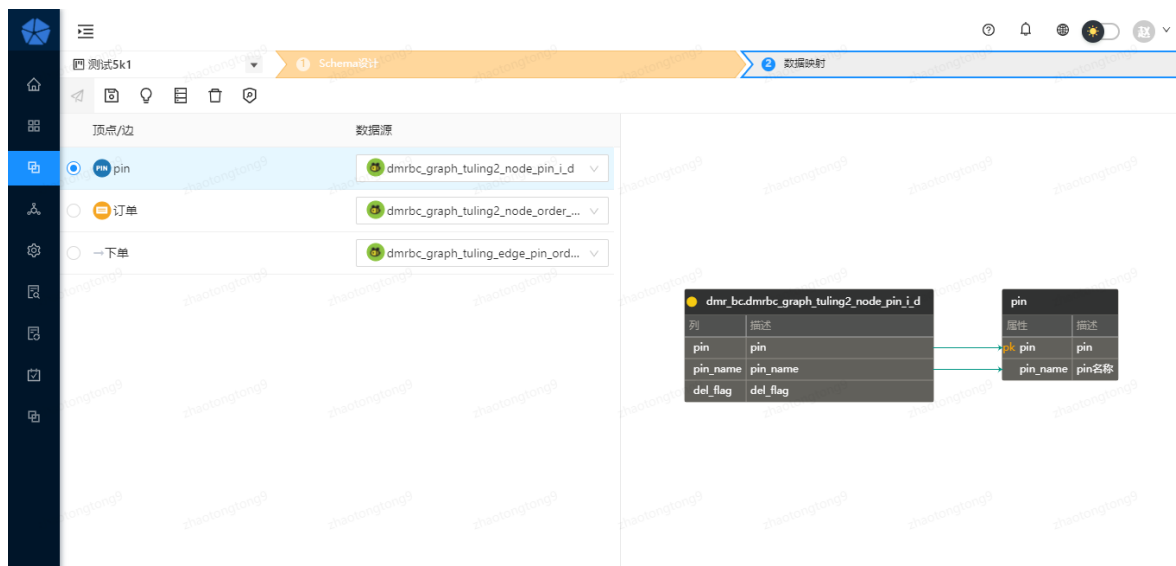 赵
测试5k1
1 Schema设计
2 数据映射
顶点/边 数据源
PIN pin dmrbc_graph_tuling2_node_pin_i_d
订单 dmrbc_graph_tuling2_node_order_...
→下单 dmrbc_graph_tuling_edge_pin_ord...
dmr_bc.dmrbc_graph_tuling2_node_pin_i_d
列 描述
pin pin
pin_name pin_name
del_flag del_flag
pin
属性 描述
pk pin pin
pin_name pin名称
zhaotongtong9